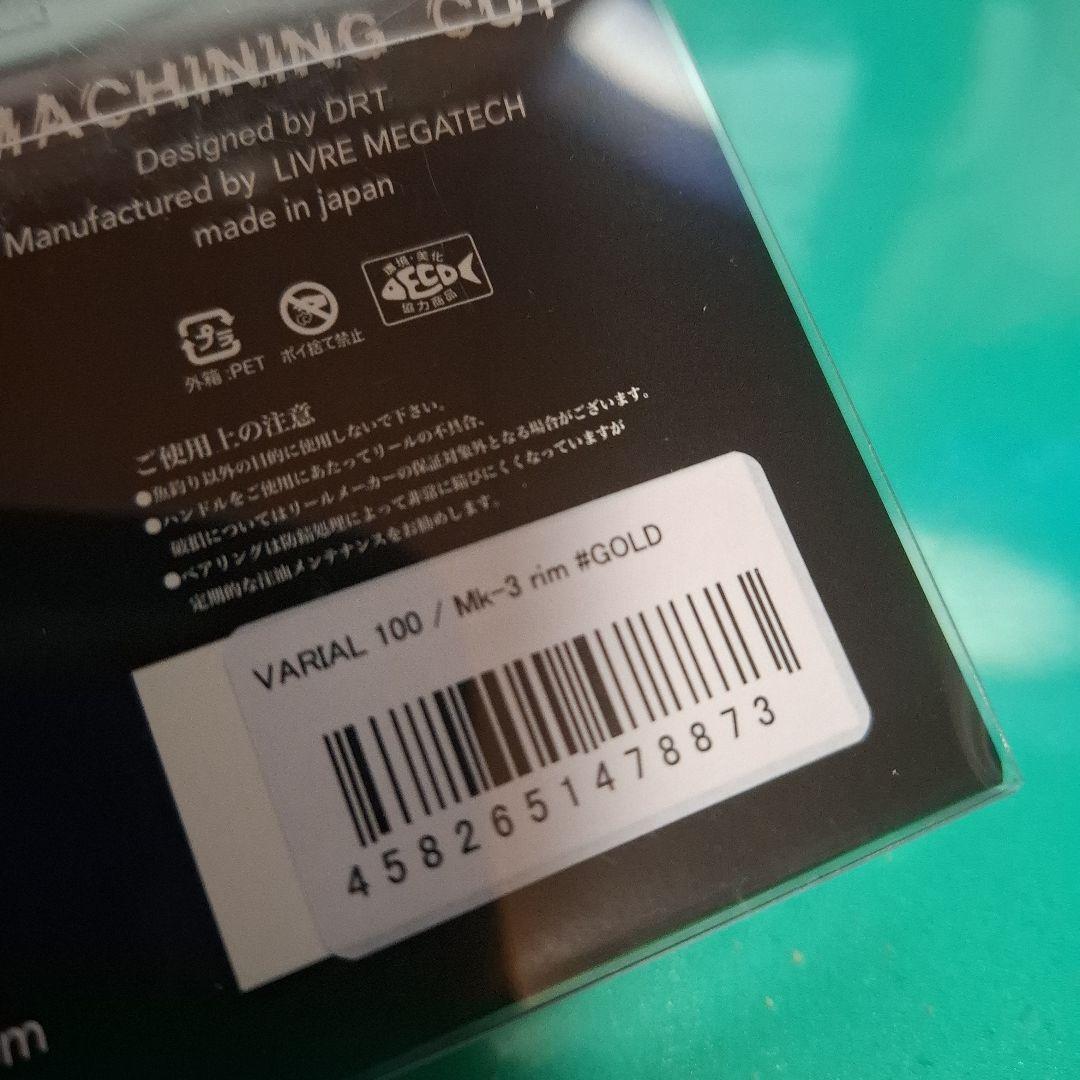 MACHINING CUT
Designed by DRT
Manufactured by LIVRE MEGATECH
made in japan
環境・美化
ECO
協力商品
プラ
外箱:PET
ポイ捨て禁止
ご使用上の注意
●魚釣り以外の目的に使用しないで下さい。
●ハンドルをご使用にあたってリールの不具合、
破損についてはリールメーカーの保証対象外となる場合がございます。
●ベアリングは防錆処理によって非常に錆びにくくなっていますが
定期的な注油メンテナンスをお勧めします。
VARIAL 100 / Mk-3 rim #GOLD
4582651478873
m